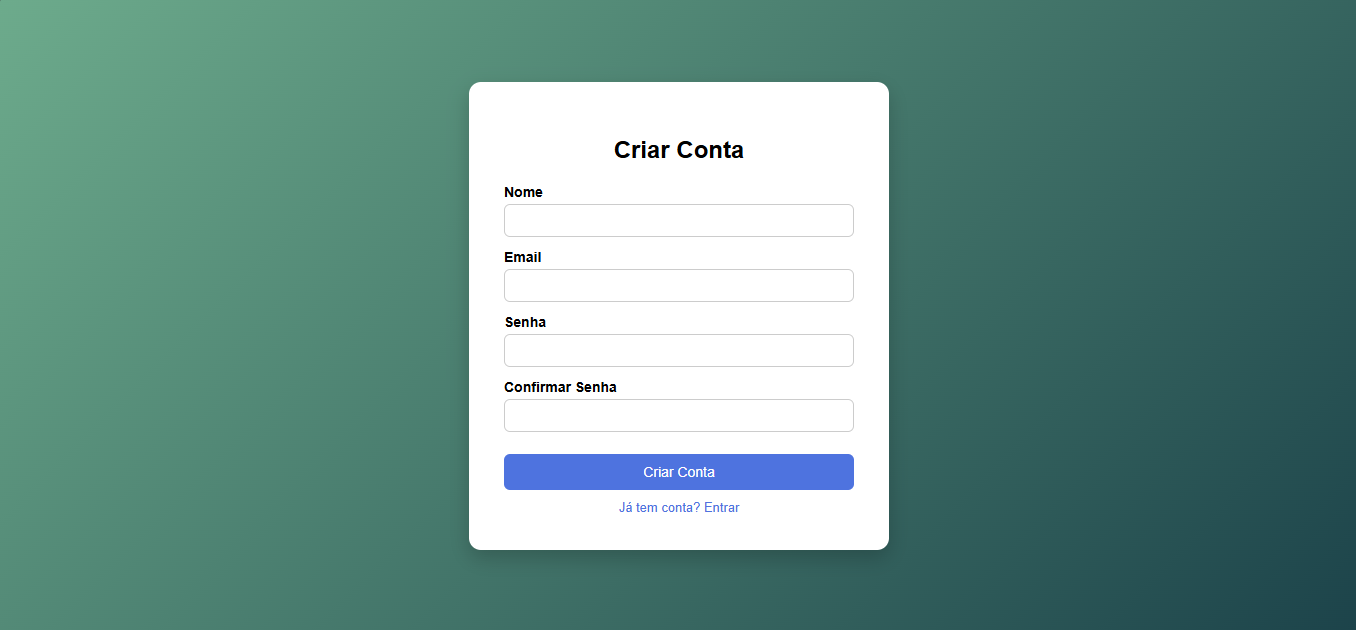 Criar Conta
Nome
Email
Senha
Confirmar Senha
Criar Conta
Já tem conta? Entrar